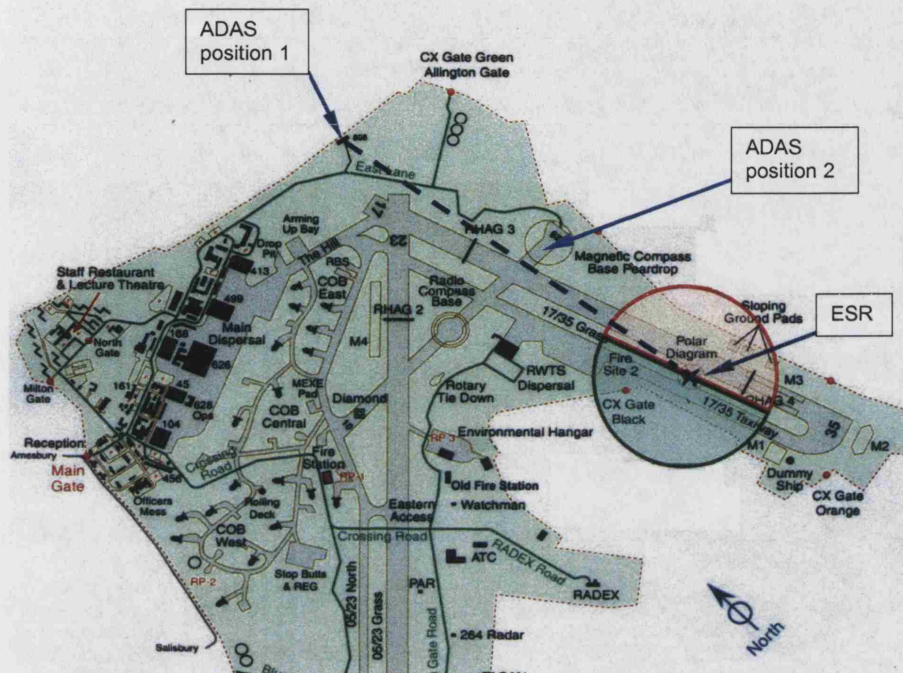 ADAS
position 1
CX Gate Green
Allington Gate
ADAS
position 2
East Lane
17
23
RHAG 3
Magnetic Compass
Base Peardrop
Arming
Up Bay
The Hill
Drop
Pit
RBS
413
COB
East
Radio
Compass
Base
Staff Restaurant
& Lecture Theatre
499
Main
Dispersal
RHAG 2
M4
17/35 Grass
Sloping
Ground Pads
ESR
Polar
Diagram
Fire
Site 2
North
Gate
166
626
Milton
Gate
161
45
628
Ops
104
MEXE
Pad
Diamond
RWTS
Dispersal
Rotary
Tie Down
CX Gate
Black
M3
RHAG 4
17/35 Taxiway
35
M1
M2
COB
Central
Reception
Amesbury
Main
Gate
Crossing
Road
456
Fire
Station
RP-1
RP 3
Environmental Hangar
Dummy
Ship
CX Gate
Orange
Officers
Mess
Rolling
Deck
Old Fire Station
Watchman
Eastern
Access
Crossing Road
COB
West
RP-2
Stop Butts
& REG
ATC
RADEX Road
RADEX
PAR
05/23 North
05/23 Grass
Gate Road
264 Radar
Salisbury
North